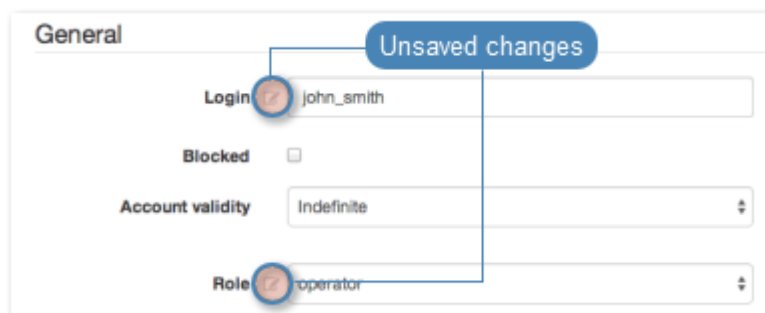 General
Unsaved changes
Login john_smith
Blocked
Account validity Indefinite
Role operator